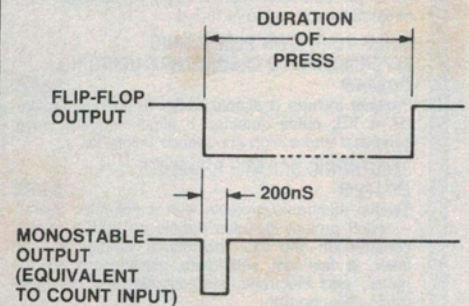 DURATION
OF
PRESS
FLIP-FLOP
OUTPUT
200nS
MONOSTABLE
OUTPUT
(EQUIVALENT
TO COUNT INPUT)